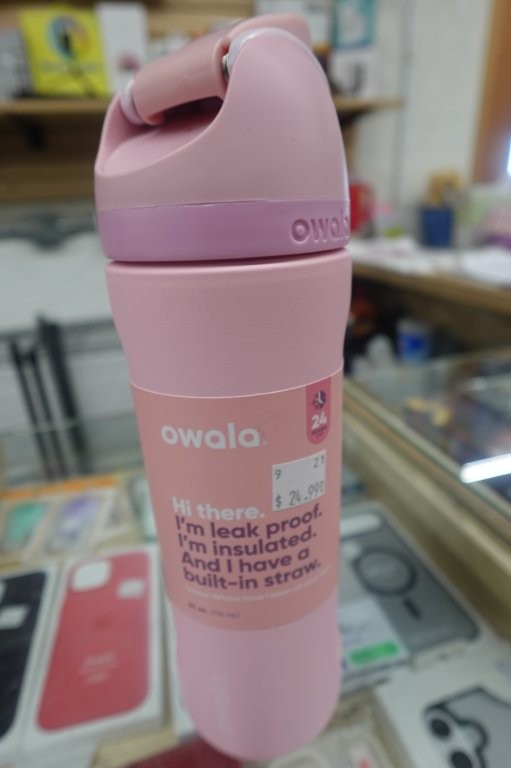 owala
24
owala.
9 21
$ 24.99
Hi there.
I'm leak proof.
I'm insulated.
And I have a
built-in straw.